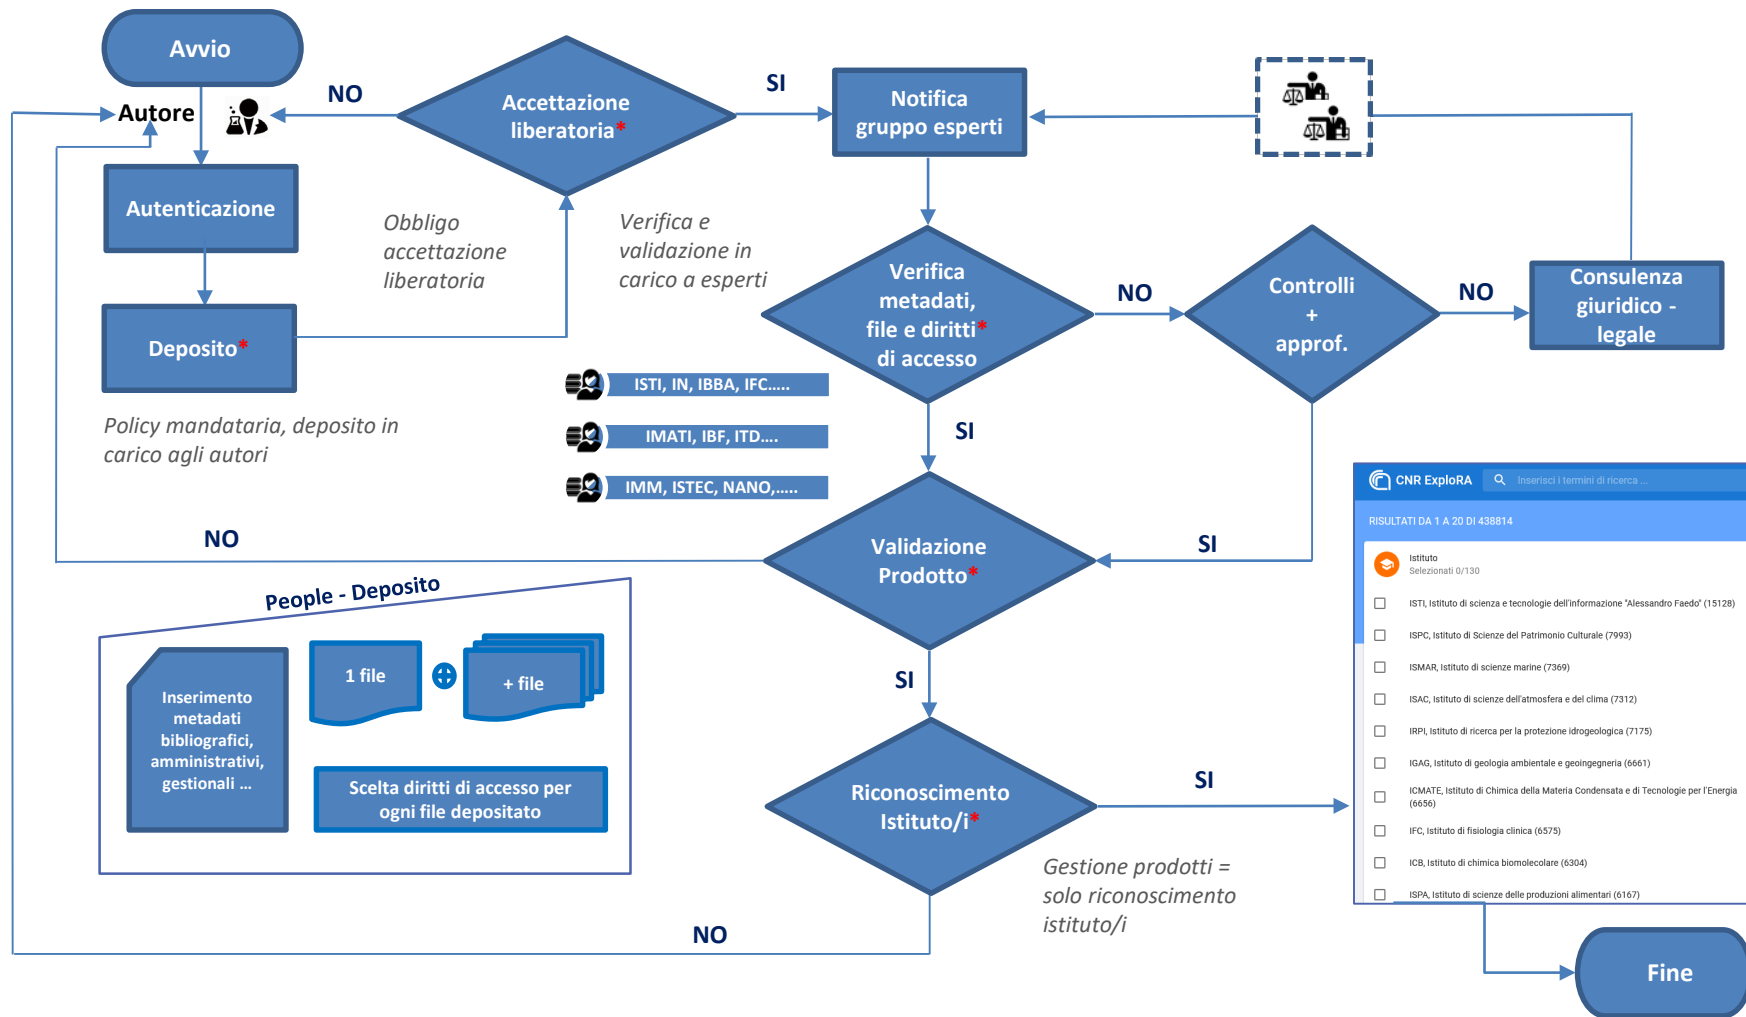 Avvio
Autore
NO
Accettazione
liberatoria*
SI
Notifica
gruppo esperti
Autenticazione
Obbligo
accettazione
liberatoria
Verifica e
validazione in
carico a esperti
Verifica
metadati,
file e diritti*
di accesso
NO
Controlli
+
approf.
NO
Consulenza
giuridico -
legale
Deposito*
Policy mandataria, deposito in
carico agli autori
ISTI, IN, IBBA, IFC.....
IMATI, IBF, ITD....
IMM, ISTEC, NANO,.....
SI
NO
Validazione
Prodotto*
SI
CNR ExploRA
Inserisci i termini di ricerca ...
RISULTATI DA 1 A 20 DI 438814
Istituto
Selezionati 0/130
ISTI, Istituto di scienza e tecnologie dell'informazione "Alessandro Faedo" (15128)
ISPC, Istituto di Scienze del Patrimonio Culturale (7993)
ISMAR, Istituto di scienze marine (7369)
ISAC, Istituto di scienze dell'atmosfera e del clima (7312)
IRPI, Istituto di ricerca per la protezione idrogeologica (7175)
IGAG, Istituto di geologia ambientale e geoingegneria (6661)
ICMATE, Istituto di Chimica della Materia Condensata e di Tecnologie per l'Energia
(6656)
IFC, Istituto di fisiologia clinica (6575)
ICB, Istituto di chimica biomolecolare (6304)
ISPA, Istituto di scienze delle produzioni alimentari (6167)
People - Deposito
Inserimento
metadati
bibliografici,
amministrativi,
gestionali ...
1 file
+ file
Scelta diritti di accesso per
ogni file depositato
SI
Riconoscimento
Istituto/i*
SI
Gestione prodotti =
solo riconoscimento
istituto/i
NO
Fine